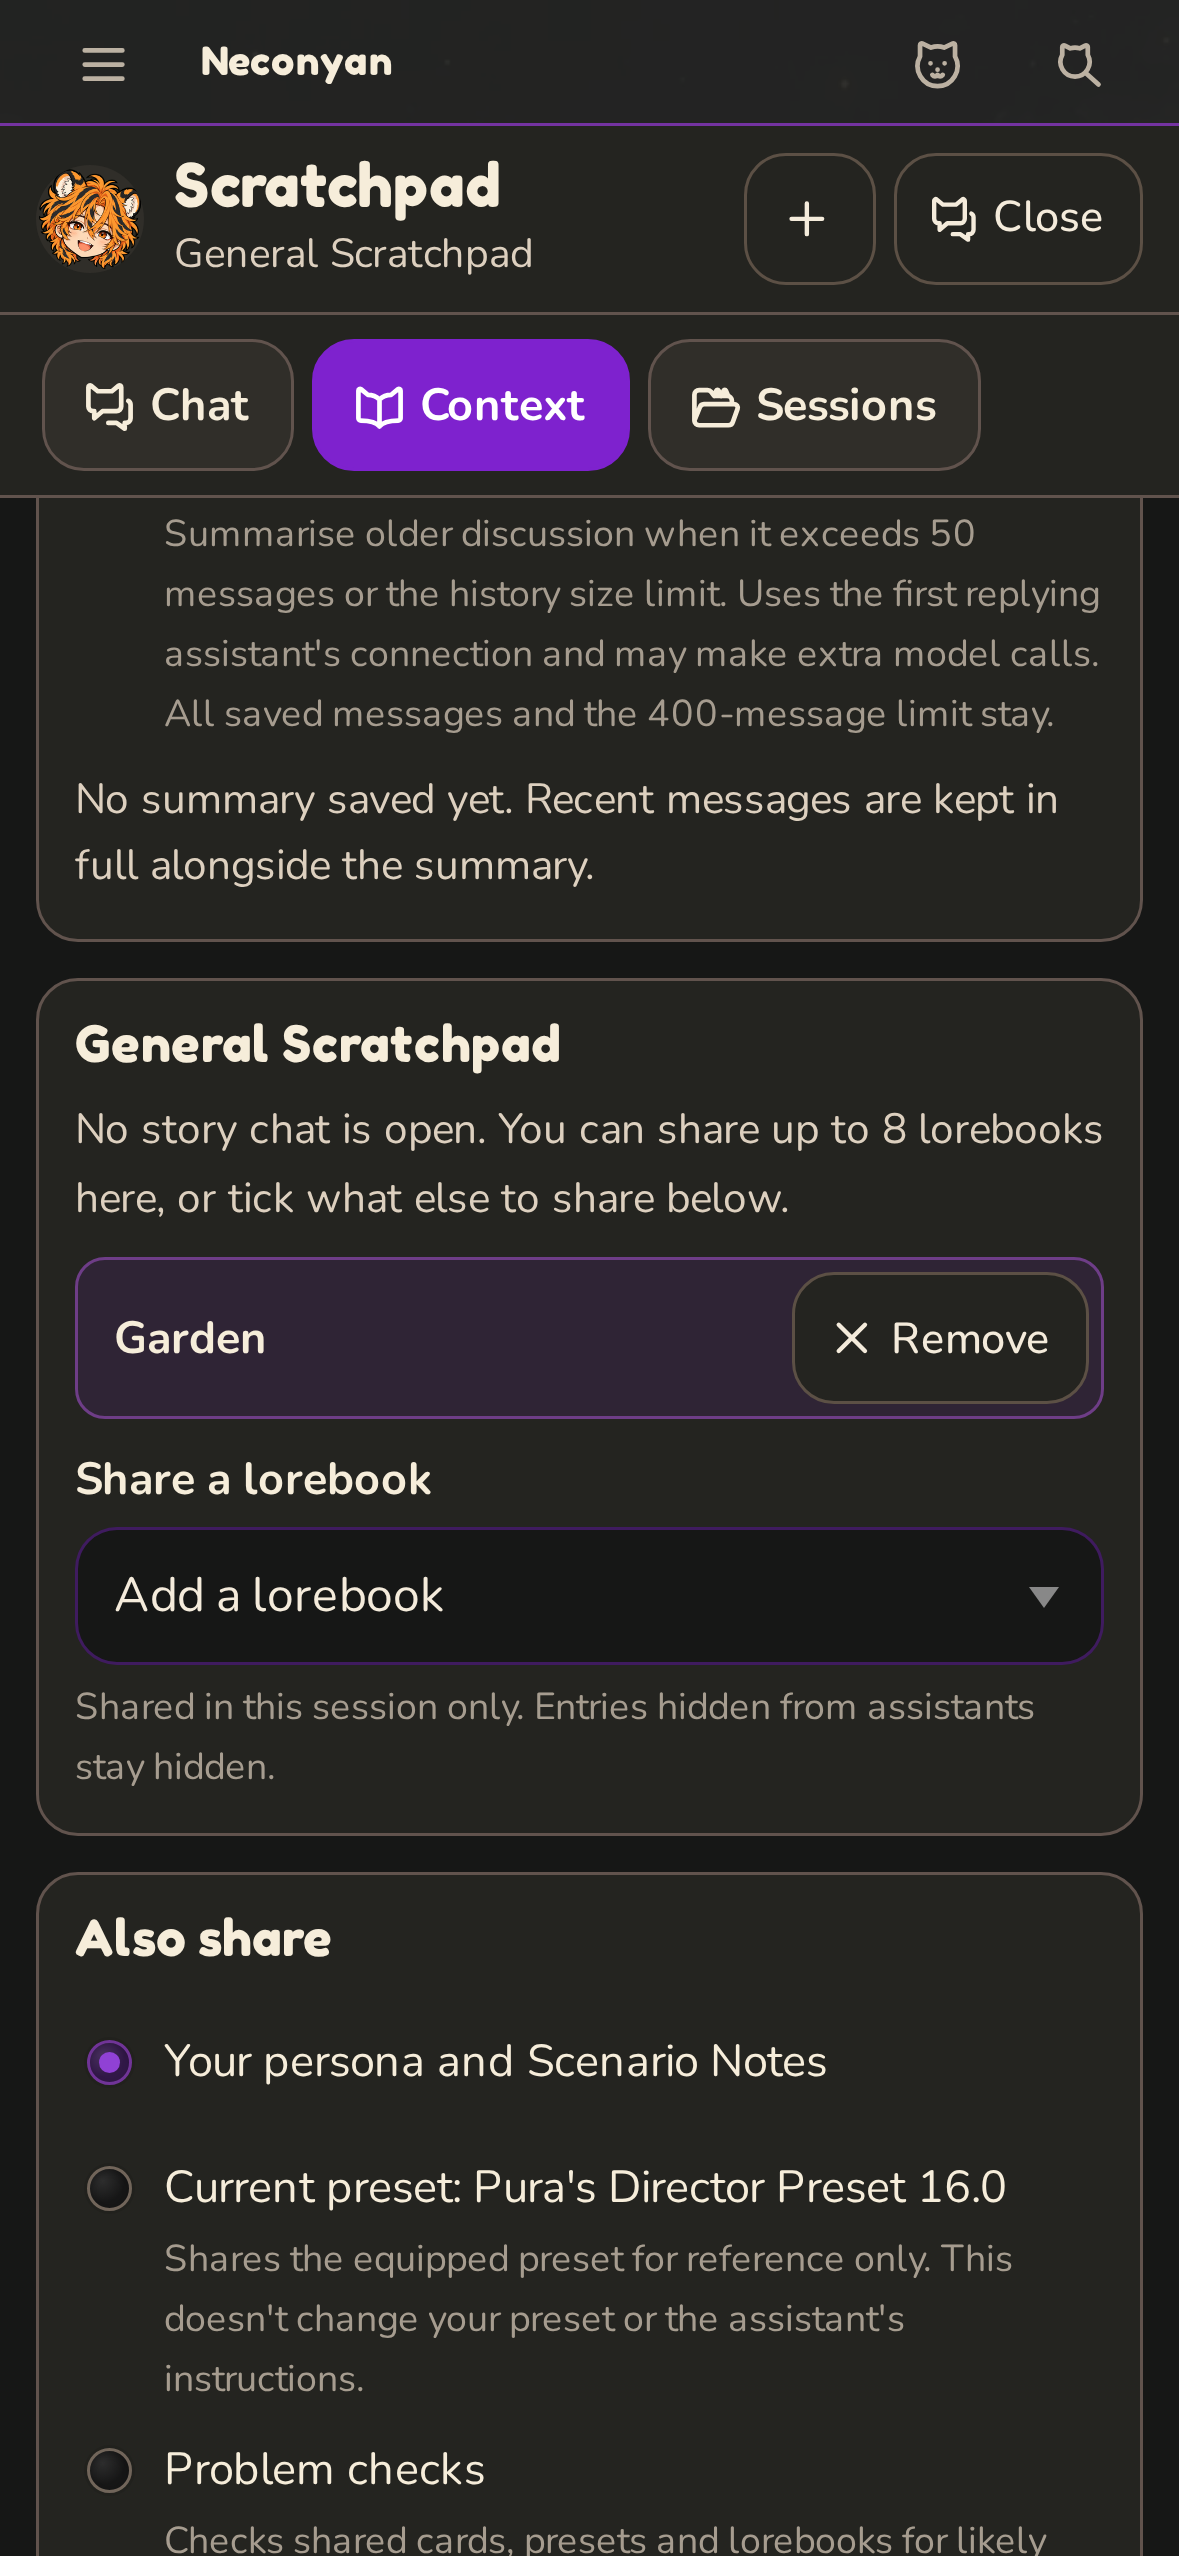 Neconyan
Scratchpad
General Scratchpad
Close
Chat
Context
Sessions
Summarise older discussion when it exceeds 50
messages or the history size limit. Uses the first replying
assistant's connection and may make extra model calls.
All saved messages and the 400-message limit stay.
No summary saved yet. Recent messages are kept in
full alongside the summary.
General Scratchpad
No story chat is open. You can share up to 8 lorebooks
here, or tick what else to share below.
Garden
Remove
Share a lorebook
Add a lorebook
Shared in this session only. Entries hidden from assistants
stay hidden.
Also share
Your persona and Scenario Notes
Current preset: Pura's Director Preset 16.0
Shares the equipped preset for reference only. This
doesn't change your preset or the assistant's
instructions.
Problem checks
Checks shared cards, presets and lorebooks for likely